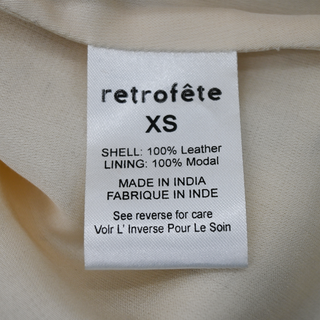 retrofête
XS
SHELL: 100% Leather
LINING: 100% Modal
MADE IN INDIA
FABRIQUE IN INDE
See reverse for care
Voir L' Inverse Pour Le Soin